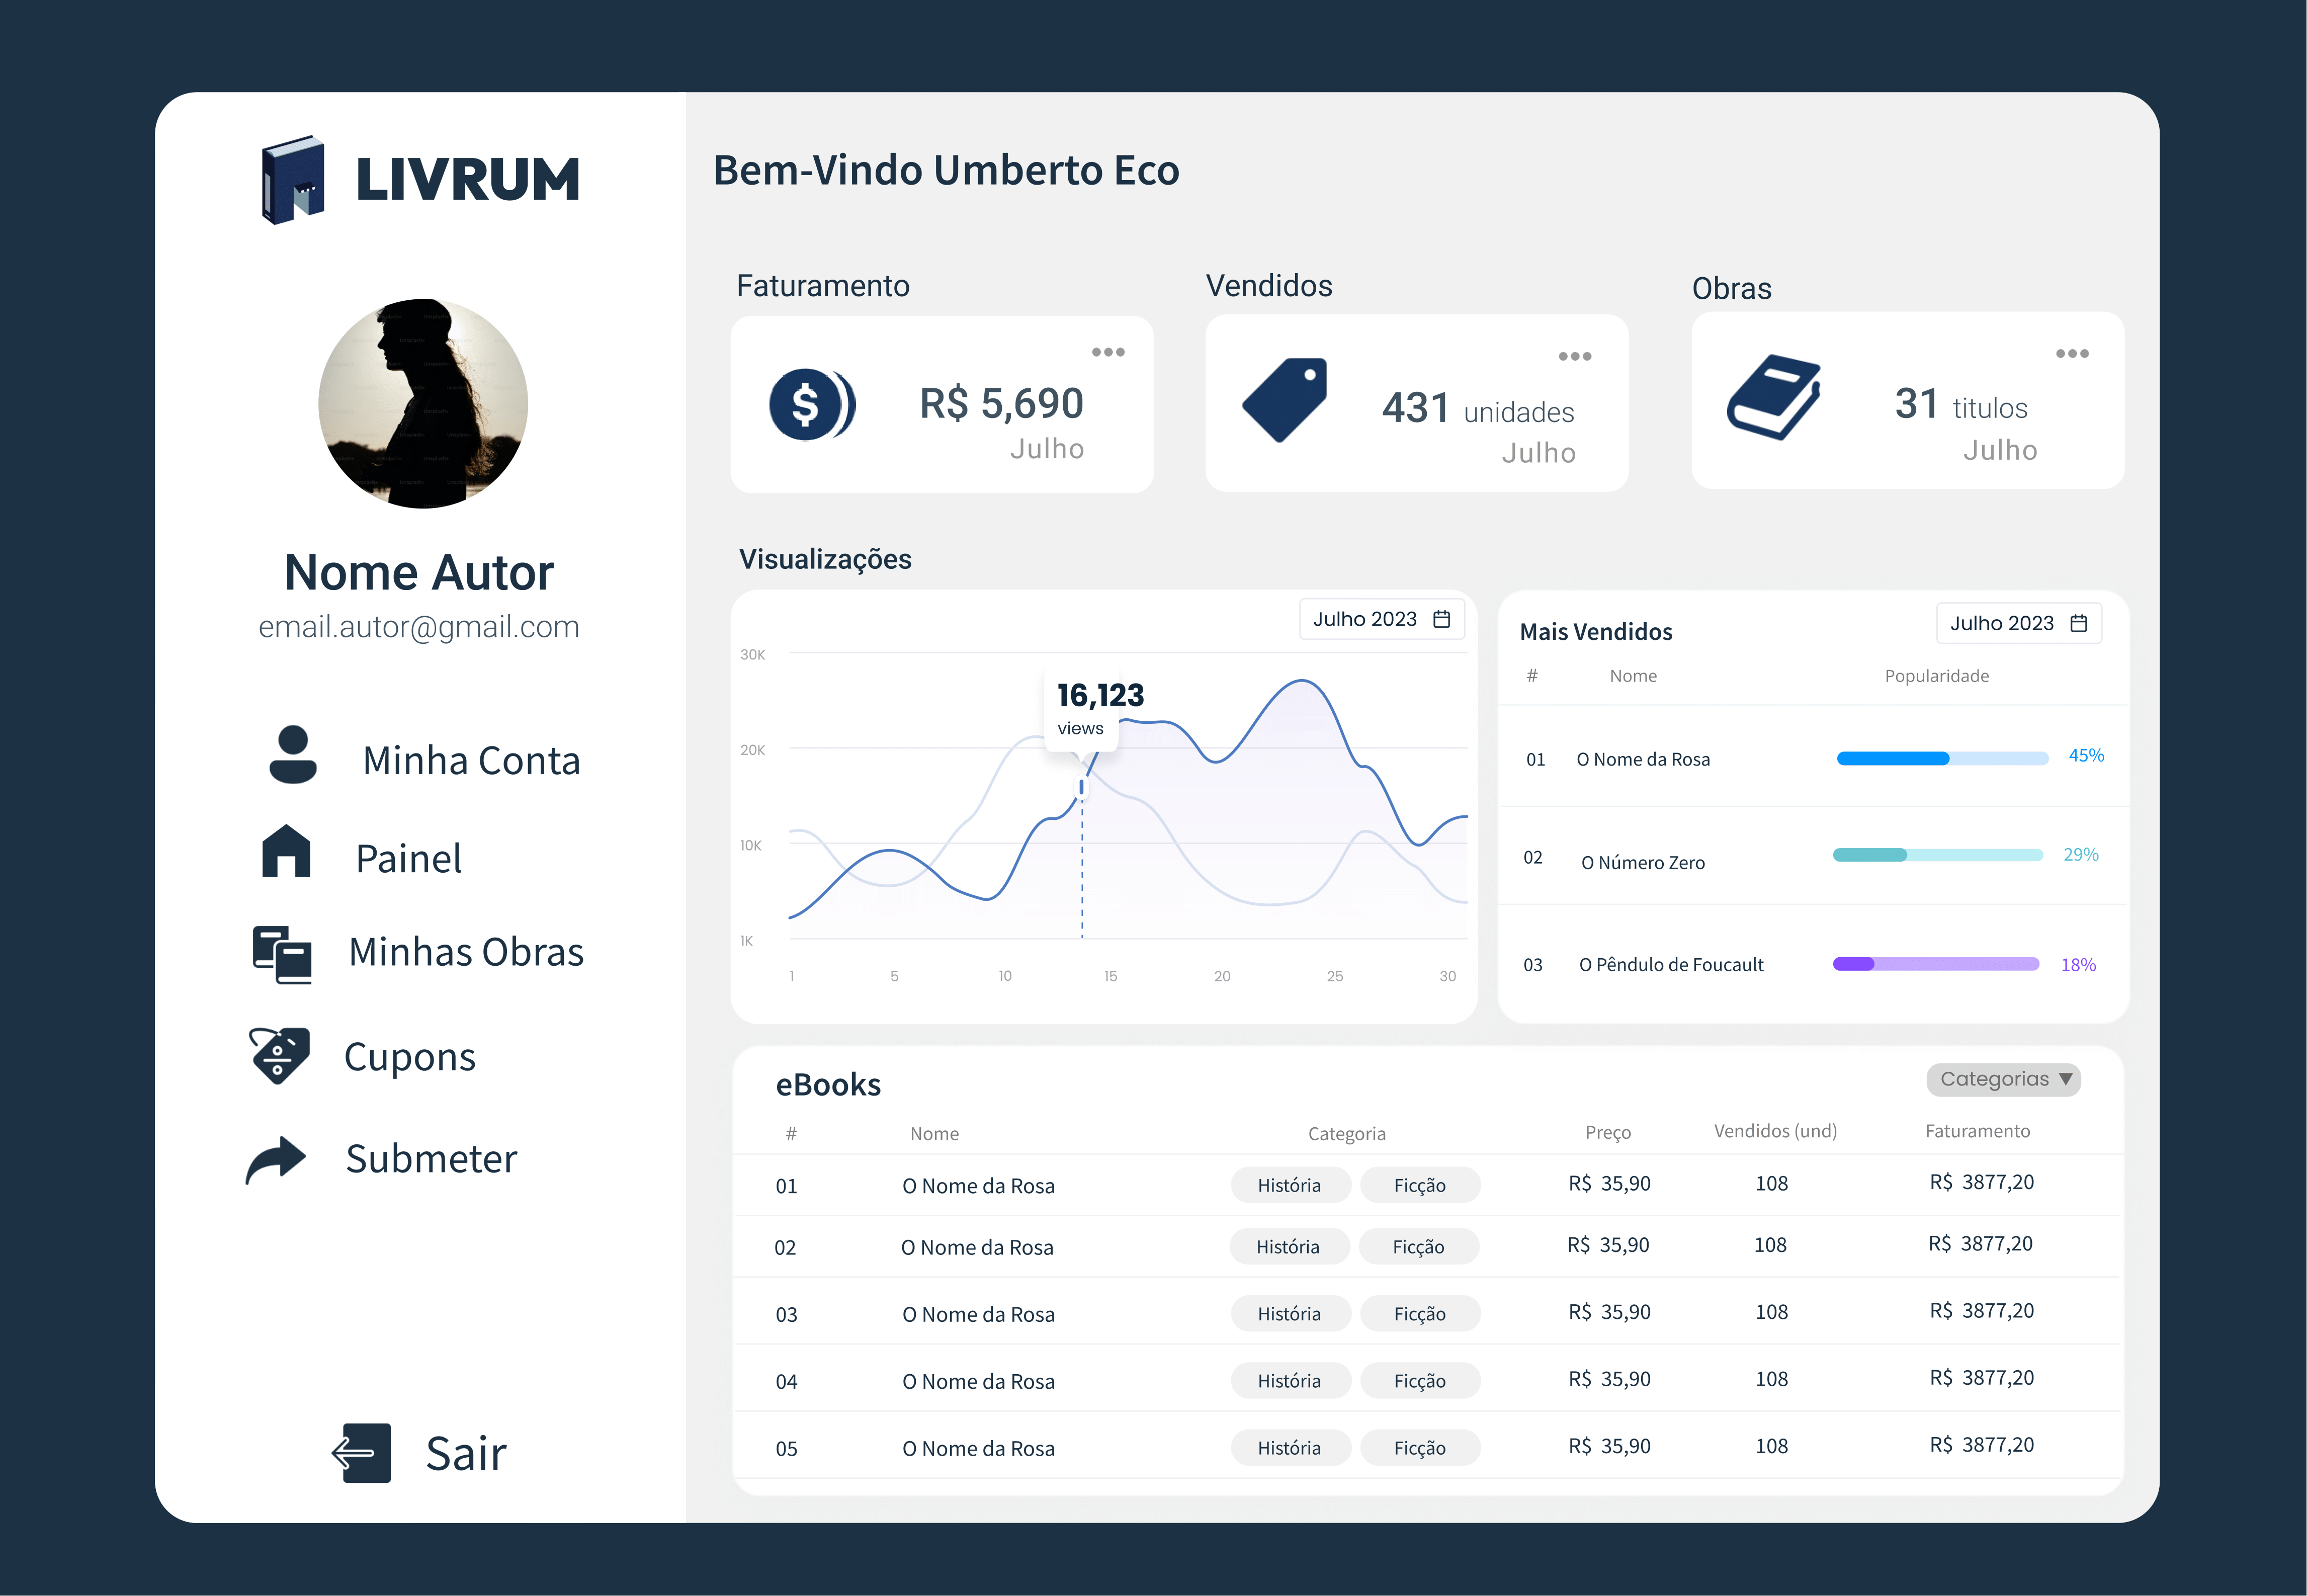 LIVRUM
Nome Autor
email.autor@gmail.com
Minha Conta
Painel
Minhas Obras
Cupons
Submeter
Sair
Bem-Vindo Umberto Eco
Faturamento
R$ 5,690
Julho
Vendidos
431 unidades
Julho
Obras
31 titulos
Julho
Visualizações
Julho 2023
30K
20K
10K
1K
16,123
views
1 5 10 15 20 25 30
Mais Vendidos
Julho 2023
# Nome Popularidade
01 O Nome da Rosa 45%
02 O Número Zero 29%
03 O Pêndulo de Foucault 18%
eBooks
Categorias ▼
# Nome Categoria Preço Vendidos (und) Faturamento
01 O Nome da Rosa História Ficção R$ 35,90 108 R$ 3877,20
02 O Nome da Rosa História Ficção R$ 35,90 108 R$ 3877,20
03 O Nome da Rosa História Ficção R$ 35,90 108 R$ 3877,20
04 O Nome da Rosa História Ficção R$ 35,90 108 R$ 3877,20
05 O Nome da Rosa História Ficção R$ 35,90 108 R$ 3877,20